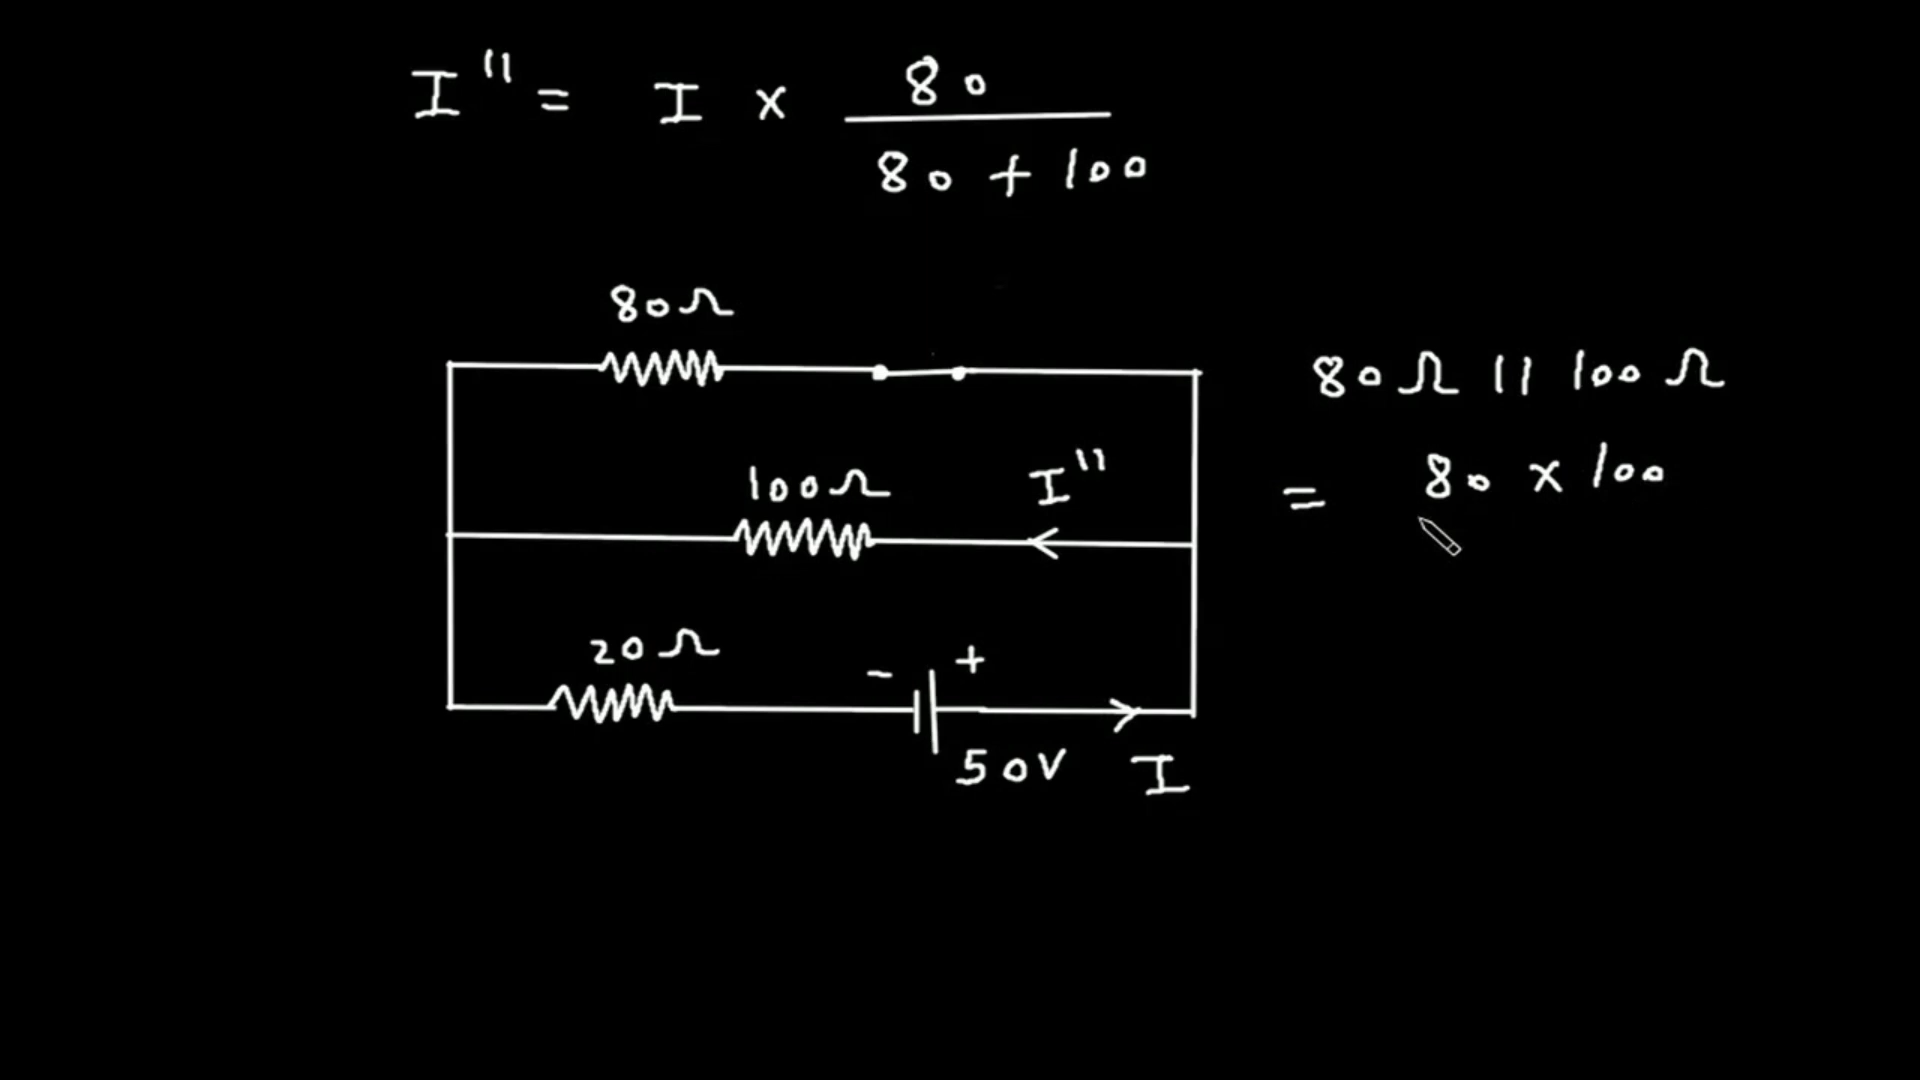 I" = I × 80
80 + 100
80Ω
80Ω || 100Ω
100Ω
I"
= 80 × 100
20Ω
- +
50V
I